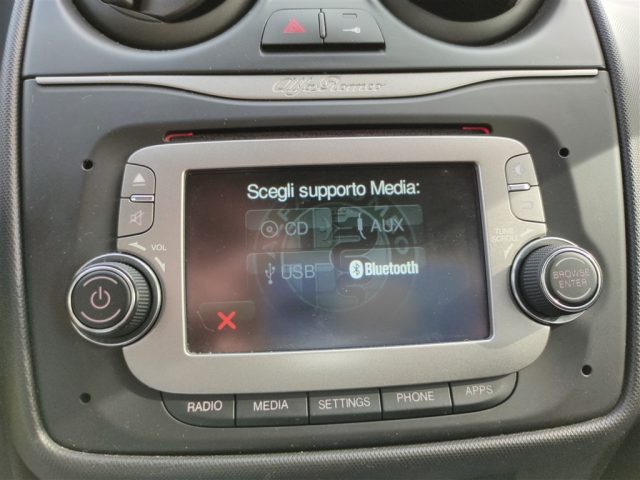 Alfa Romeo
Scegli supporto Media:
CD
AUX
USB
Bluetooth
VOL
TUNE
SCROLL
BROWSE
ENTER
RADIO
MEDIA
SETTINGS
PHONE
APPS